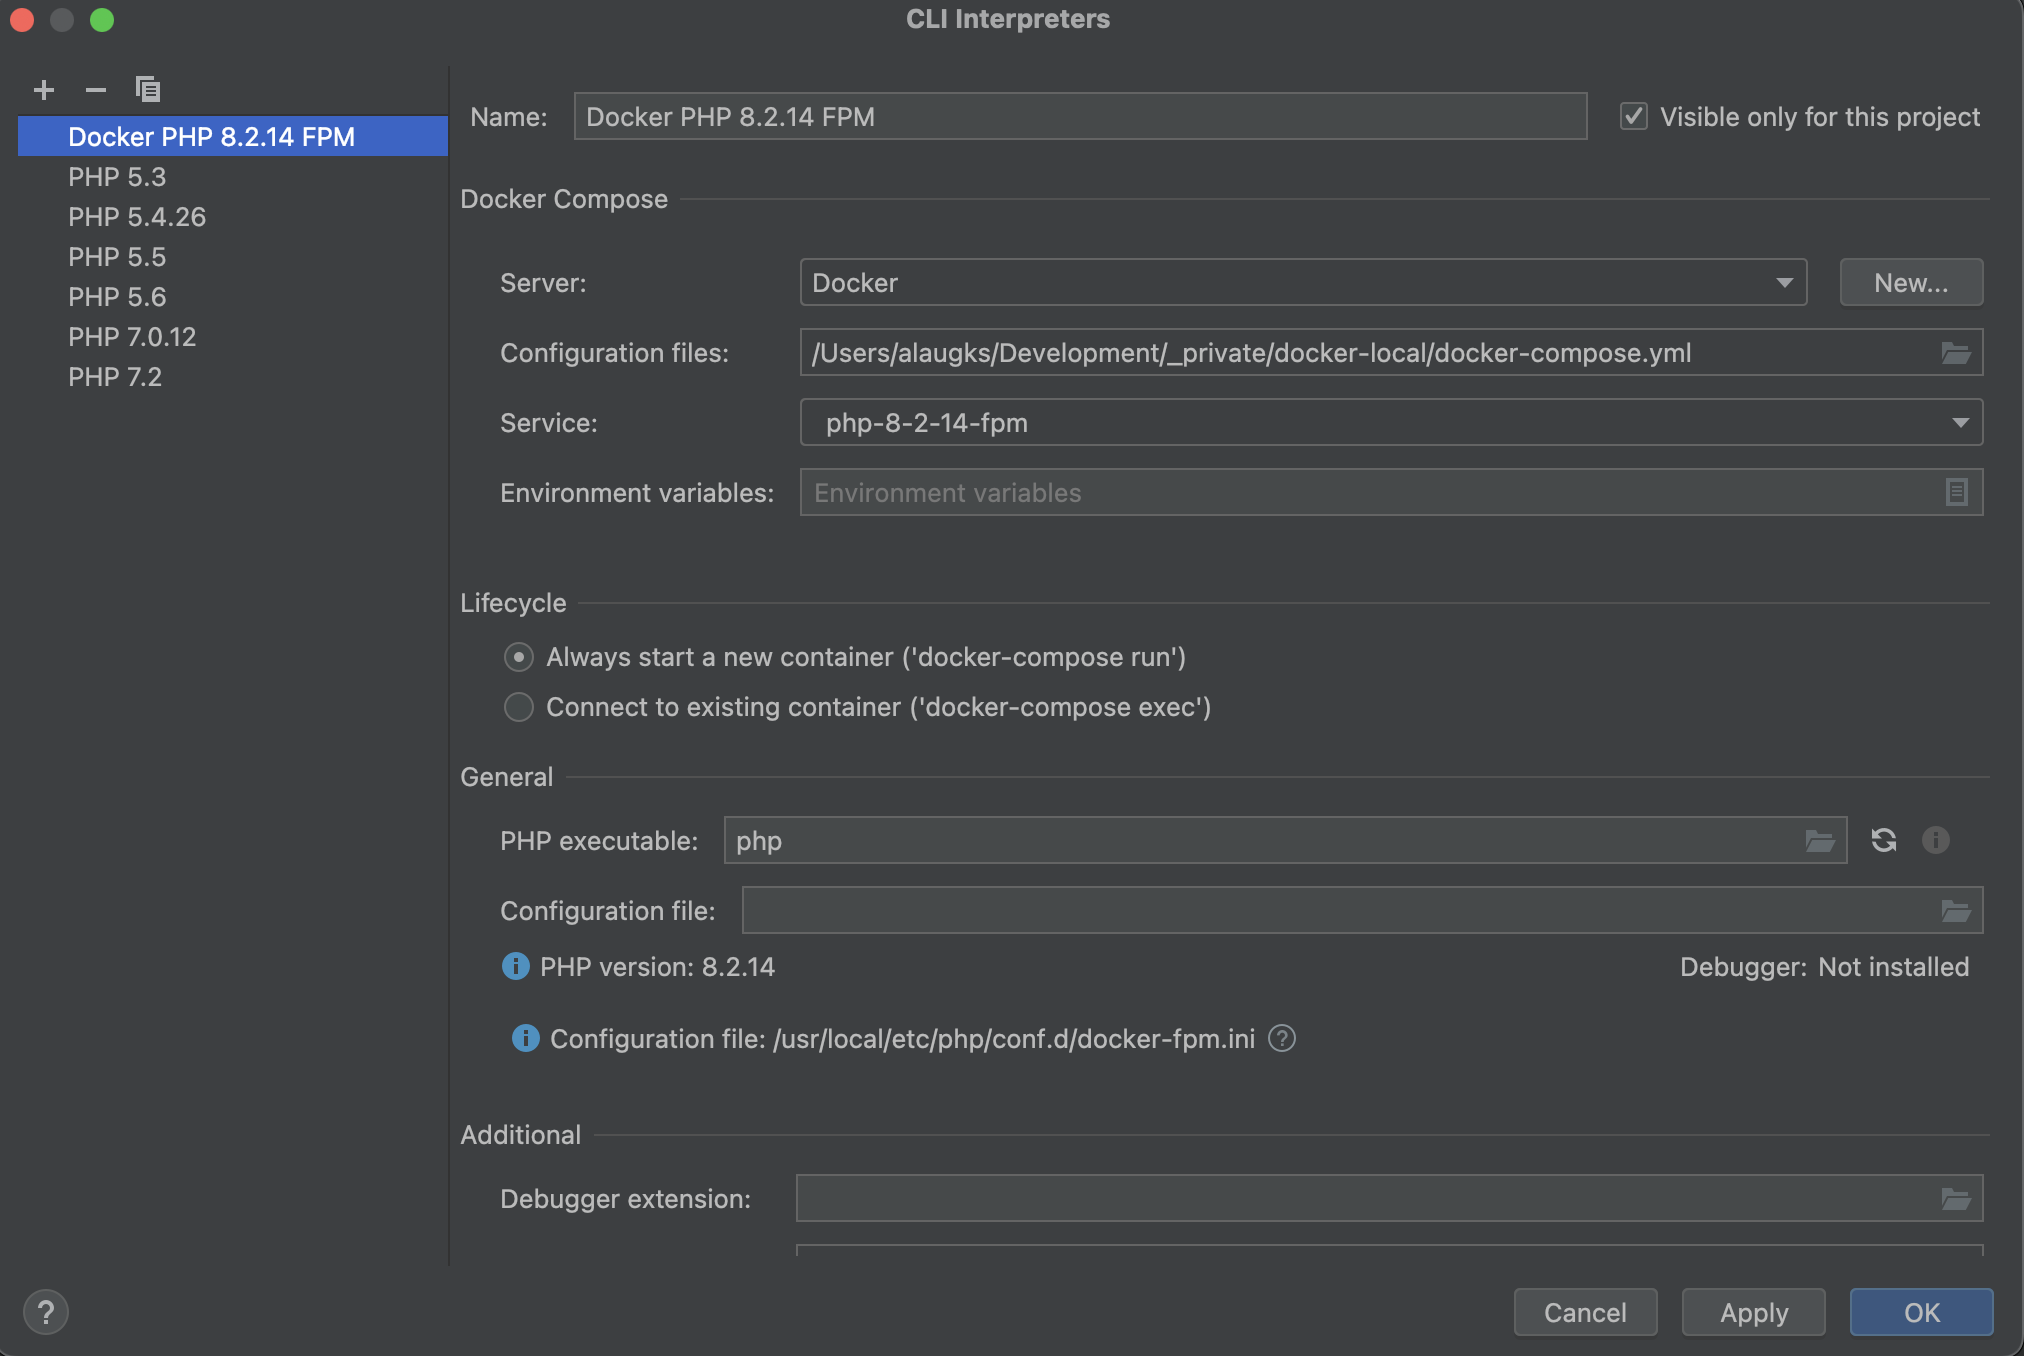 CLI Interpreters
Docker PHP 8.2.14 FPM
PHP 5.3
PHP 5.4.26
PHP 5.5
PHP 5.6
PHP 7.0.12
PHP 7.2
Name: Docker PHP 8.2.14 FPM Visible only for this project
Docker Compose
Server: Docker New...
Configuration files: /Users/alaugks/Development/_private/docker-local/docker-compose.yml
Service: php-8-2-14-fpm
Environment variables: Environment variables
Lifecycle
Always start a new container ('docker-compose run')
Connect to existing container ('docker-compose exec')
General
PHP executable: php
Configuration file:
PHP version: 8.2.14 Debugger: Not installed
Configuration file: /usr/local/etc/php/conf.d/docker-fpm.ini
Additional
Debugger extension:
Cancel Apply OK